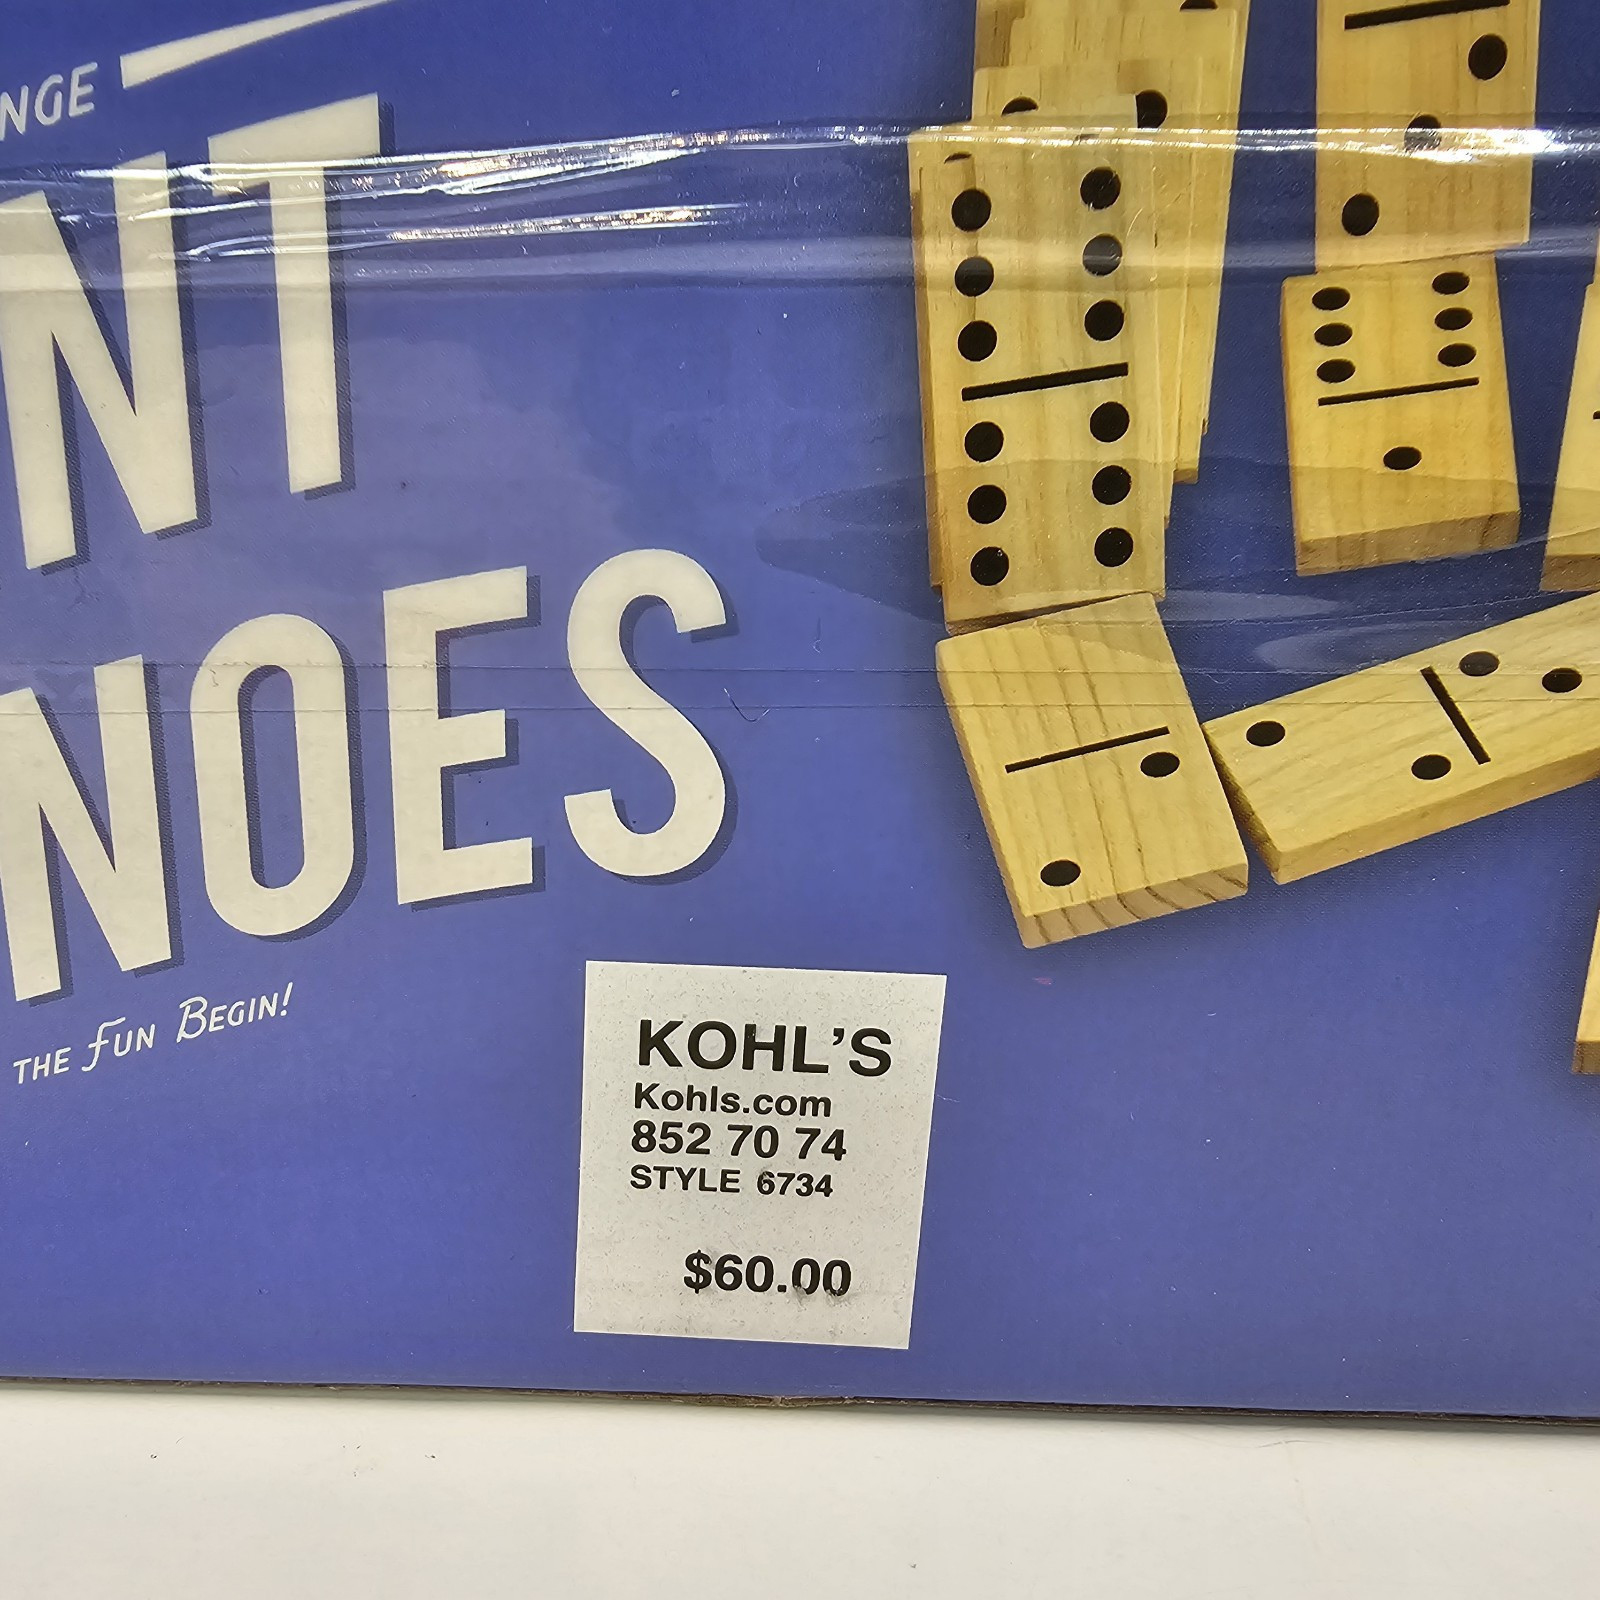 NGE
NT
NOES
THE FUN BEGIN!
KOHL'S
Kohls.com
852 70 74
STYLE 6734
$60.00